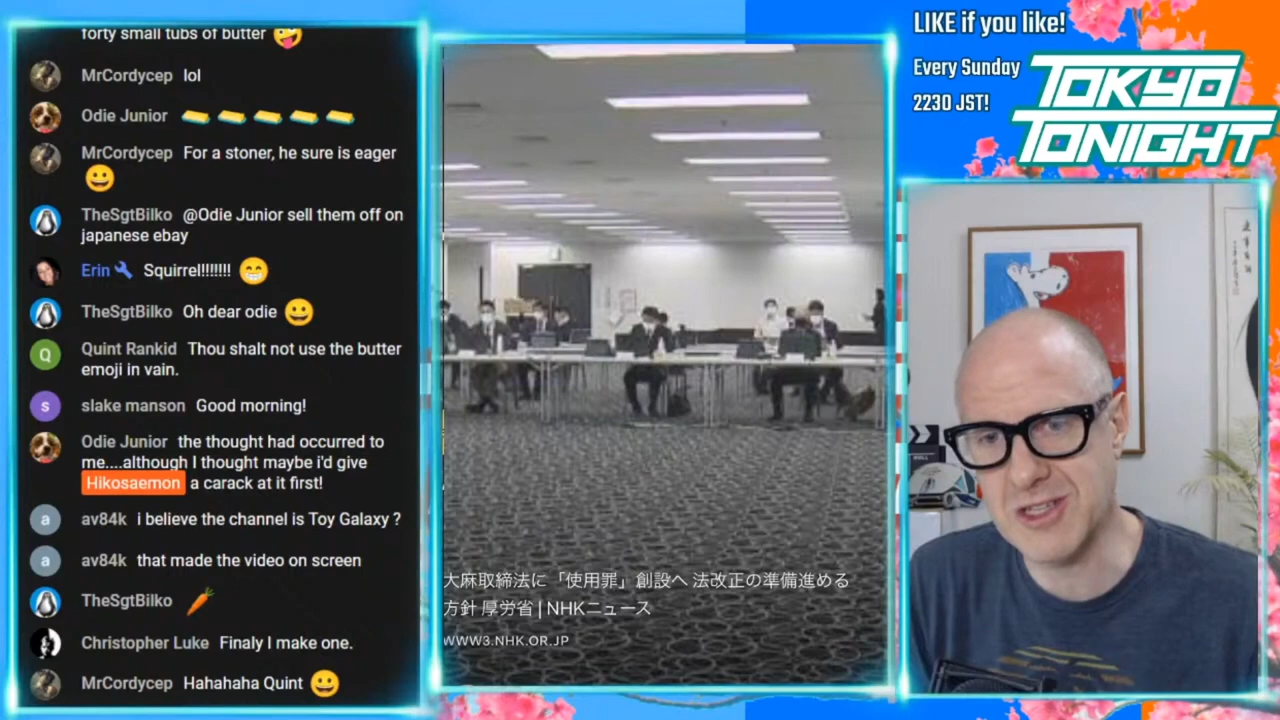 forty small tubs of butter 🤪
MrCordycep lol
Odie Junior 🧈 🧈 🧈 🧈 🧈
MrCordycep For a stoner, he sure is eager
😀
TheSgtBilko @Odie Junior sell them off on
japanese ebay
Erin Squirrel!!!!!!! 😁
TheSgtBilko Oh dear odie 😀
Q
Quint Rankid Thou shalt not use the butter
emoji in vain.
s
slake manson Good morning!
Odie Junior the thought had occurred to
me....although I thought maybe i'd give
Hikosaemon a carack at it first!
a
av84k i believe the channel is Toy Galaxy ?
a
av84k that made the video on screen
TheSgtBilko 🥕
Christopher Luke Finaly I make one.
MrCordycep Hahahaha Quint 😀
大麻取締法に「使用罪」創設へ 法改正の準備進める
方針 厚労省 | NHKニュース
WWW3.NHK.OR.JP
LIKE if you like!
Every Sunday
2230 JST!
TOKYO
TONIGHT